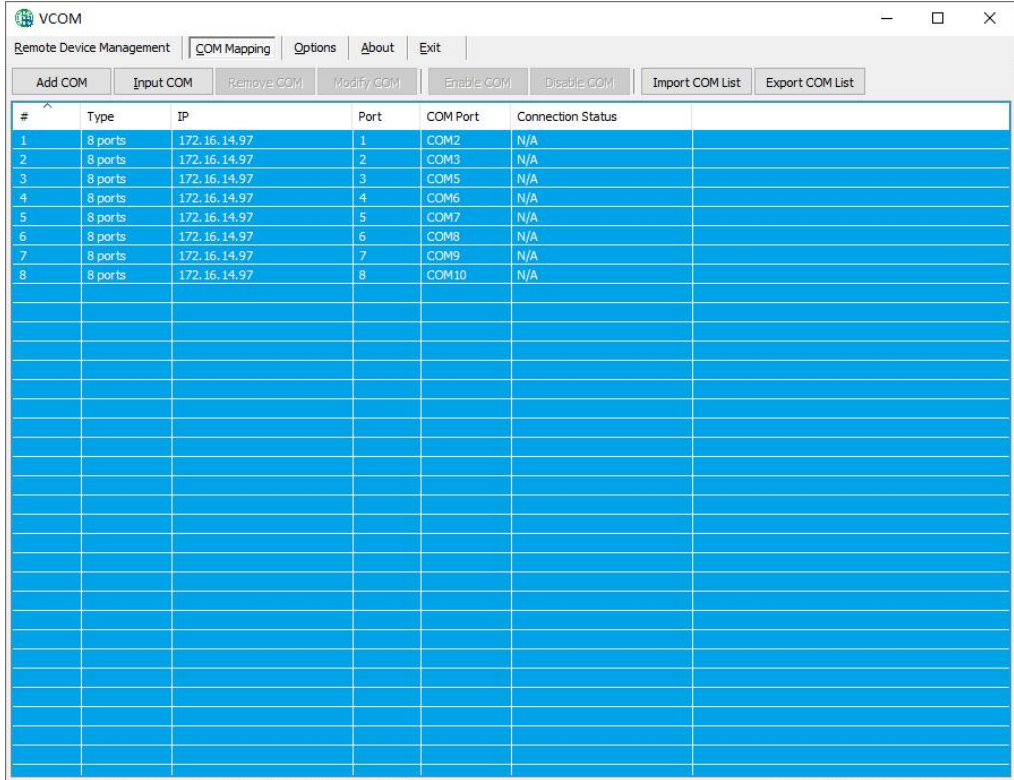 VCOM
Remote Device Management COM Mapping Options About Exit
Add COM Input COM Remove COM Modify COM Enable COM Disable COM Import COM List Export COM List
# Type IP Port COM Port Connection Status
1 8 ports 172.16.14.97 1 COM2 N/A
2 8 ports 172.16.14.97 2 COM3 N/A
3 8 ports 172.16.14.97 3 COM5 N/A
4 8 ports 172.16.14.97 4 COM6 N/A
5 8 ports 172.16.14.97 5 COM7 N/A
6 8 ports 172.16.14.97 6 COM8 N/A
7 8 ports 172.16.14.97 7 COM9 N/A
8 8 ports 172.16.14.97 8 COM10 N/A